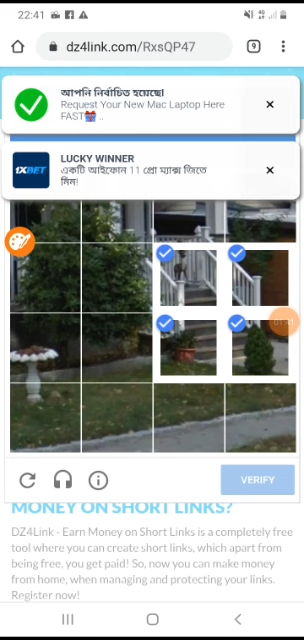 22:41
dz4link.com/RxsQP47
9
আপনি নির্বাচিত হয়েছে!
Request Your New Mac Laptop Here
FAST🎁 ..
1XBET
LUCKY WINNER
একটি আইফোন 11 প্রো ম্যাক্স জিতে
নিন!
01:41
VERIFY
MONEY ON SHORT LINKS?
DZ4Link - Earn Money on Short Links is a completely free
tool where you can create short links, which apart from
being free, you get paid! So, now you can make money
from home, when managing and protecting your links.
Register now!